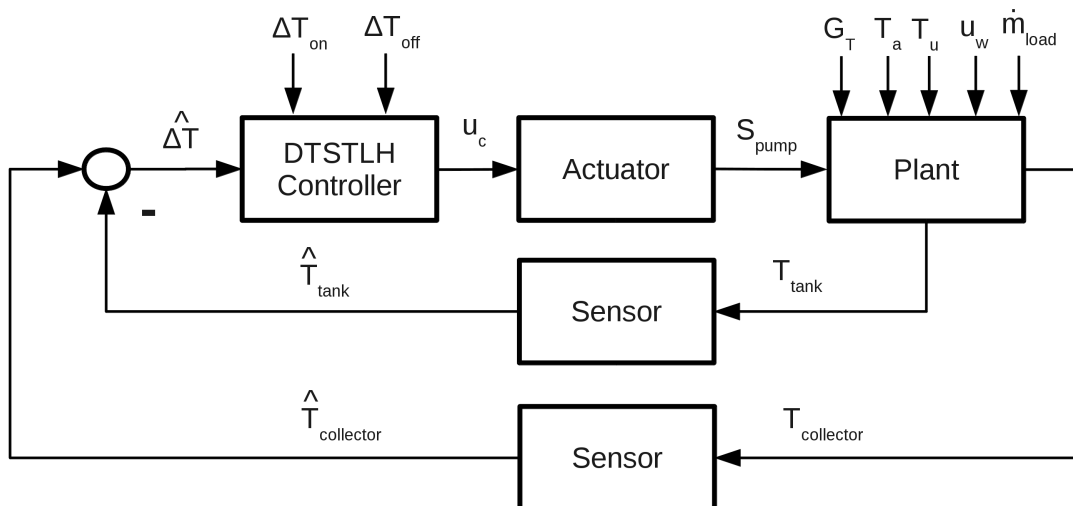 ΔT_on ΔT_off G_T T_a T_u u_w ṁ_load
Δ̂T u_c S_pump
DTSTLH
Controller
Actuator
Plant
-
T̂_tank T_tank
Sensor
T̂_collector T_collector
Sensor